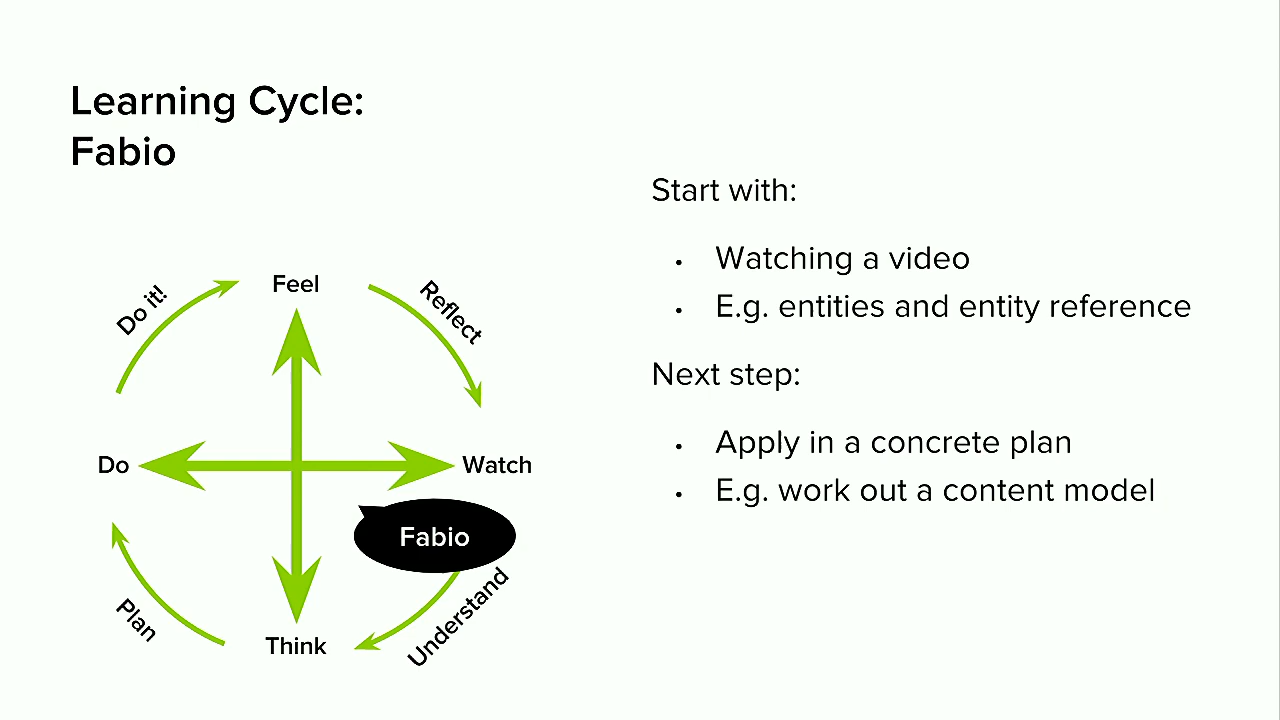 Learning Cycle:
Fabio
Start with:
• Watching a video
• E.g. entities and entity reference
Next step:
• Apply in a concrete plan
• E.g. work out a content model
Feel
Do it!
Reflect
Do
Watch
Fabio
Plan
Understand
Think